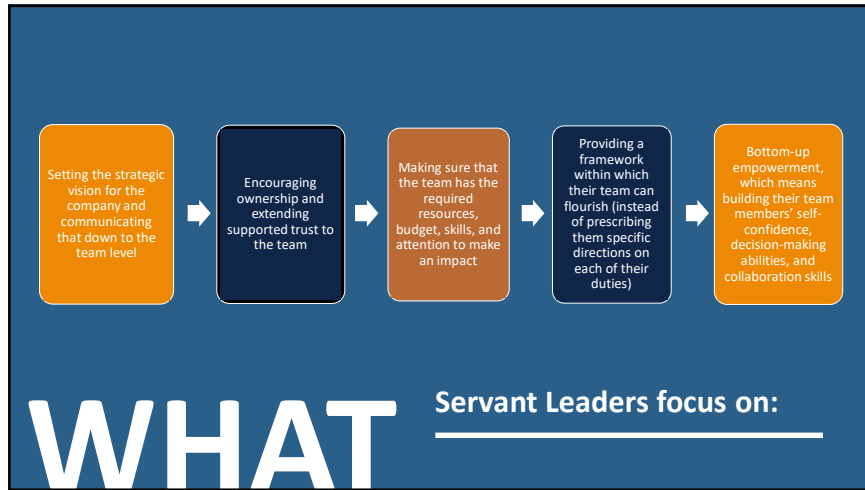 Setting the strategic
vision for the
company and
communicating
that down to the
team level
Encouraging
ownership and
extending
supported trust to
the team
Making sure that
the team has the
required
resources,
budget, skills, and
attention to make
an impact
Providing a
framework within
which their team can
flourish (instead of
prescribing
them specific
directions on
each of their
duties)
Bottom-up
empowerment,
which means
building their team
members’ self-
confidence,
decision-making
abilities, and
collaboration skills
WHAT
Servant Leaders focus on: